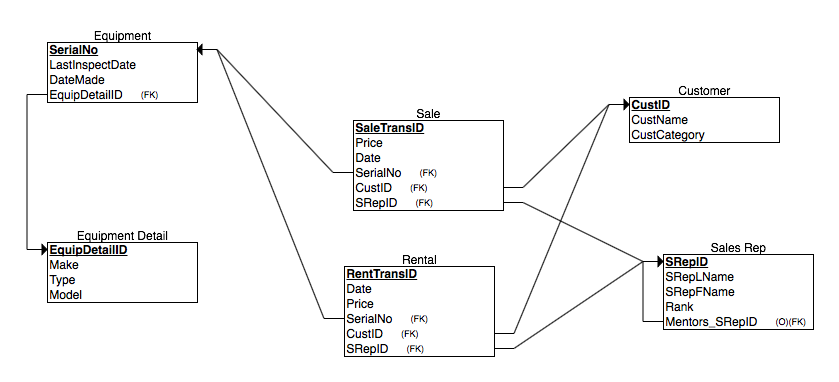 Equipment
SerialNo
LastInspectDate
DateMade
EquipDetailID (FK)
Sale
SaleTransID
Price
Date
SerialNo (FK)
CustID (FK)
SRepID (FK)
Customer
CustID
CustName
CustCategory
Equipment Detail
EquipDetailID
Make
Type
Model
Rental
RentTransID
Date
Price
SerialNo (FK)
CustID (FK)
SRepID (FK)
Sales Rep
SRepID
SRepLName
SRepFName
Rank
Mentors_SRepID (O)(FK)